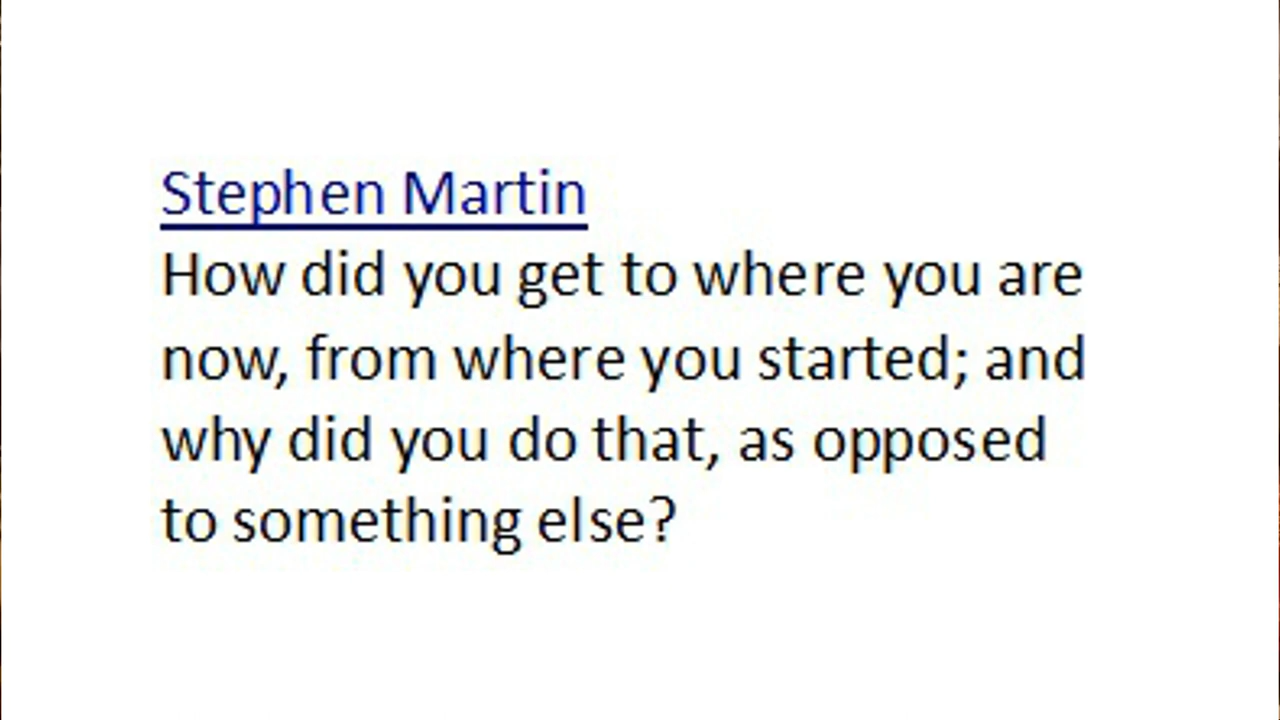 Stephen Martin
How did you get to where you are
now, from where you started; and
why did you do that, as opposed
to something else?